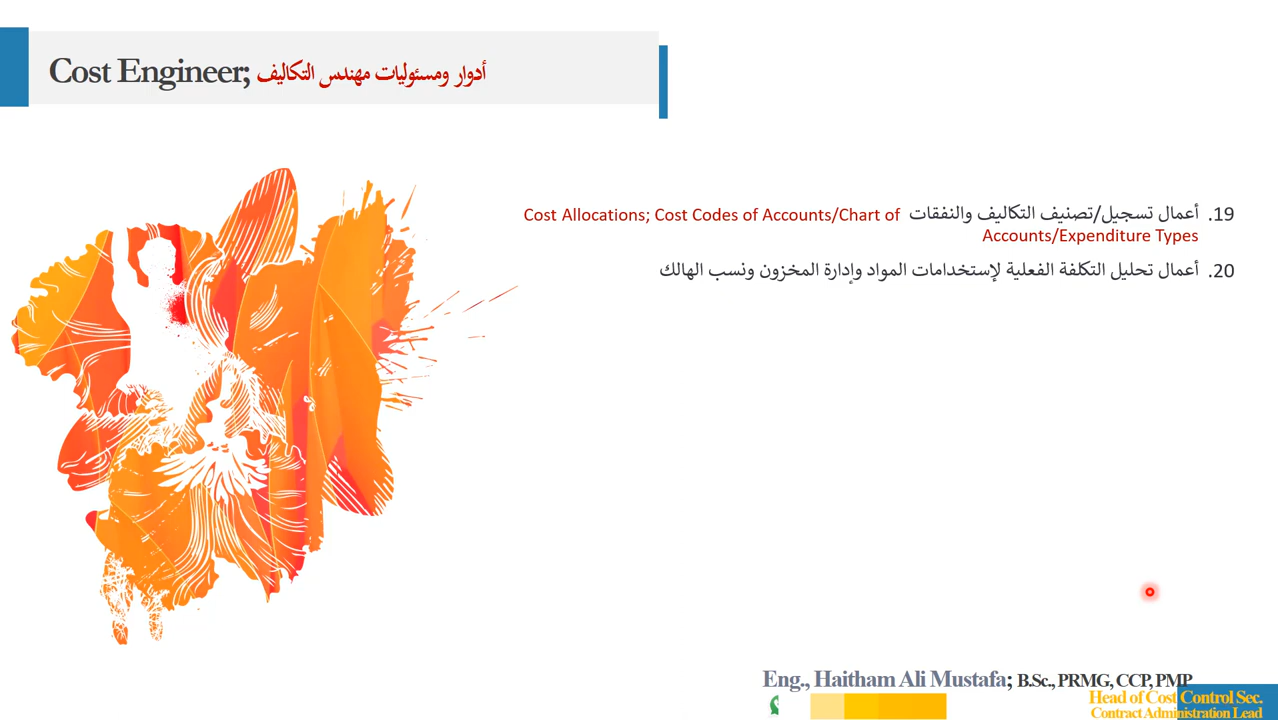 Cost Engineer; أدوار ومسئوليات مهندس التكاليف
19. أعمال تسجيل/تصنيف التكاليف والنفقات Cost Allocations; Cost Codes of Accounts/Chart of
Accounts/Expenditure Types
20. أعمال تحليل التكلفة الفعلية لإستخدامات المواد وإدارة المخزون ونسب الهالك
Eng., Haitham Ali Mustafa; B.Sc., PRMG, CCP, PMP
Head of Cost Control Sec.
Contract Administration Lead